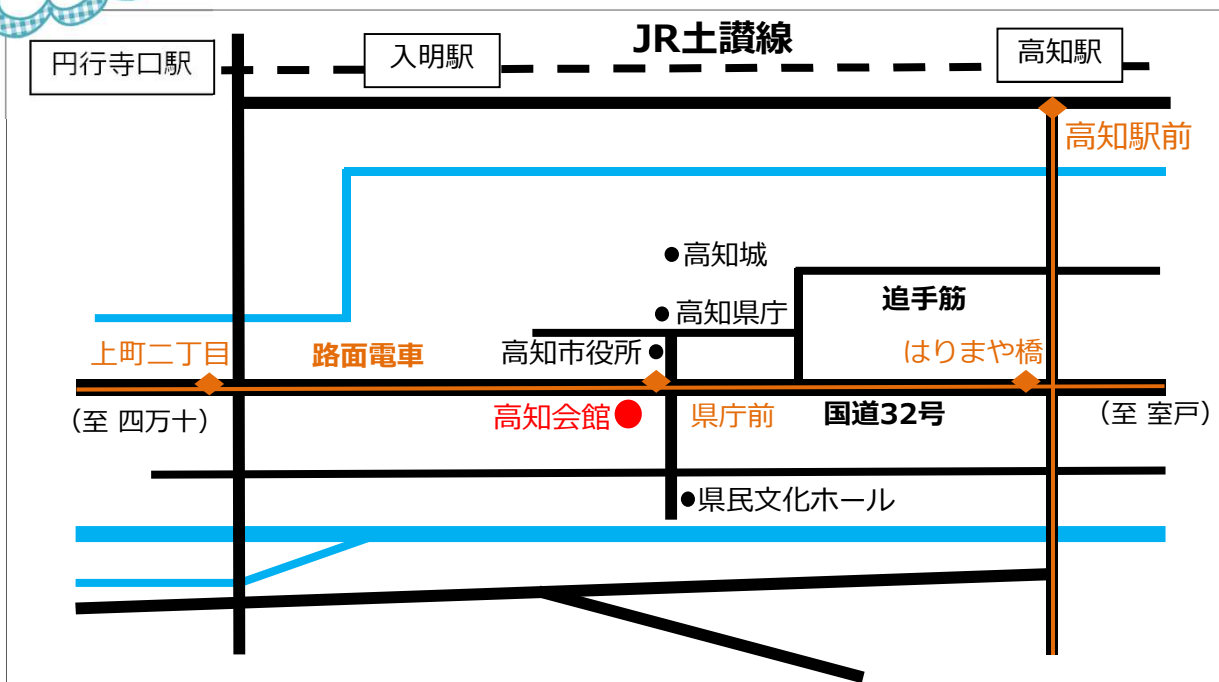 JR土讃線
円行寺口駅
入明駅
高知駅
高知駅前
高知城
追手筋
高知県庁
上町二丁目
路面電車
高知市役所
はりまや橋
(至 四万十)
高知会館
県庁前
国道32号
(至 室戸)
県民文化ホール